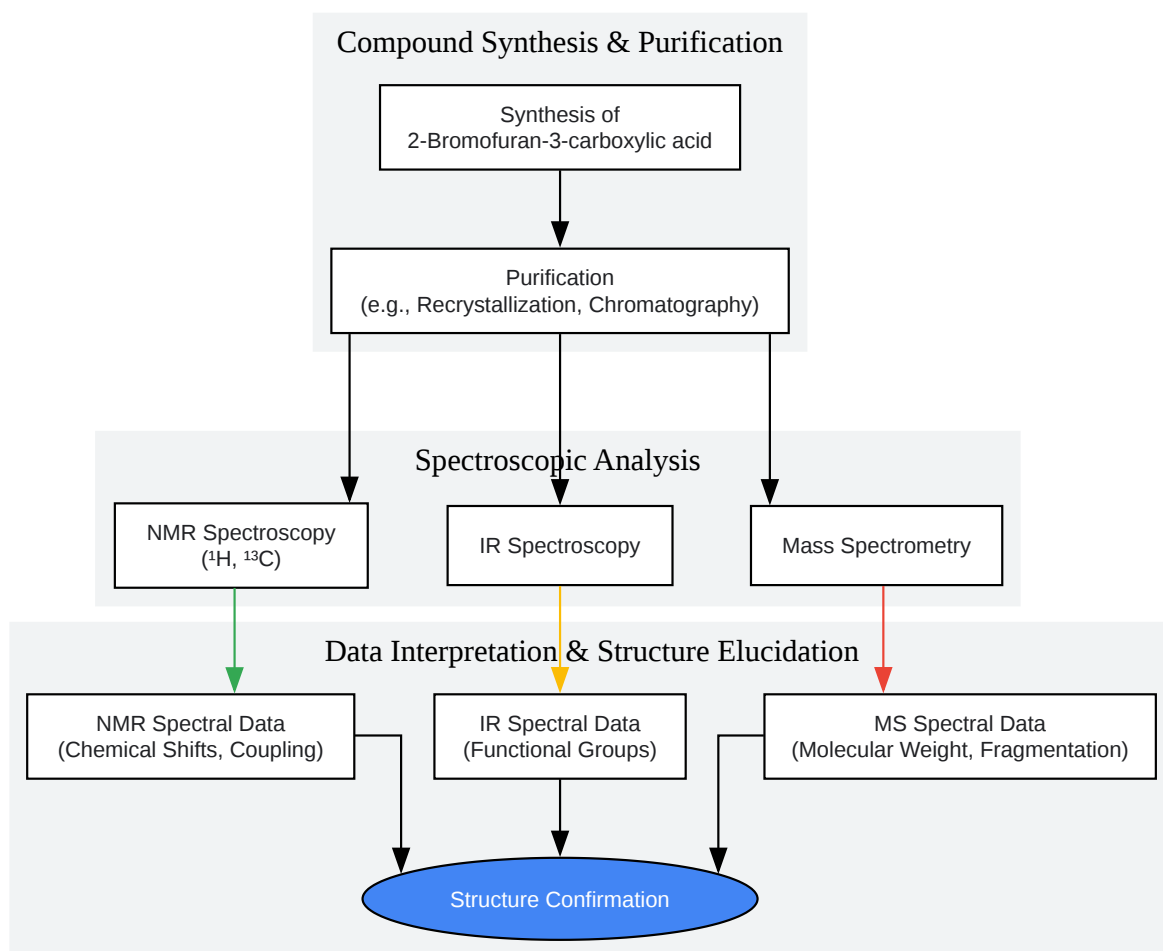 Compound Synthesis & Purification
Synthesis of
2-Bromofuran-3-carboxylic acid
Purification
(e.g., Recrystallization, Chromatography)
Spectroscopic Analysis
NMR Spectroscopy
(¹H, ¹³C)
IR Spectroscopy
Mass Spectrometry
Data Interpretation & Structure Elucidation
NMR Spectral Data
(Chemical Shifts, Coupling)
IR Spectral Data
(Functional Groups)
MS Spectral Data
(Molecular Weight, Fragmentation)
Structure Confirmation